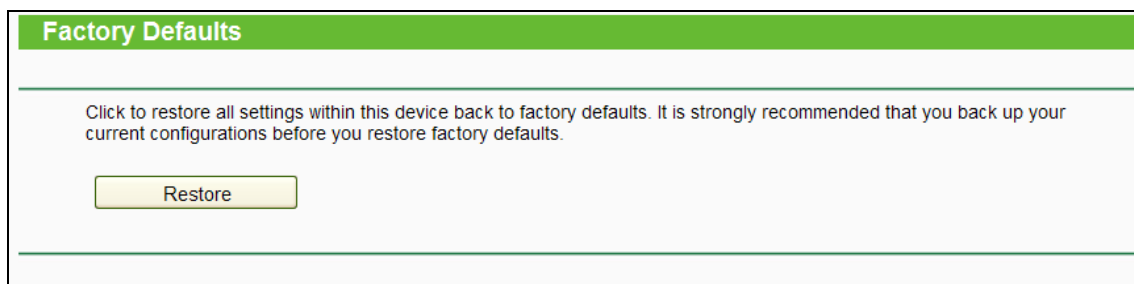 Factory Defaults
Click to restore all settings within this device back to factory defaults. It is strongly recommended that you back up your
current configurations before you restore factory defaults.
Restore